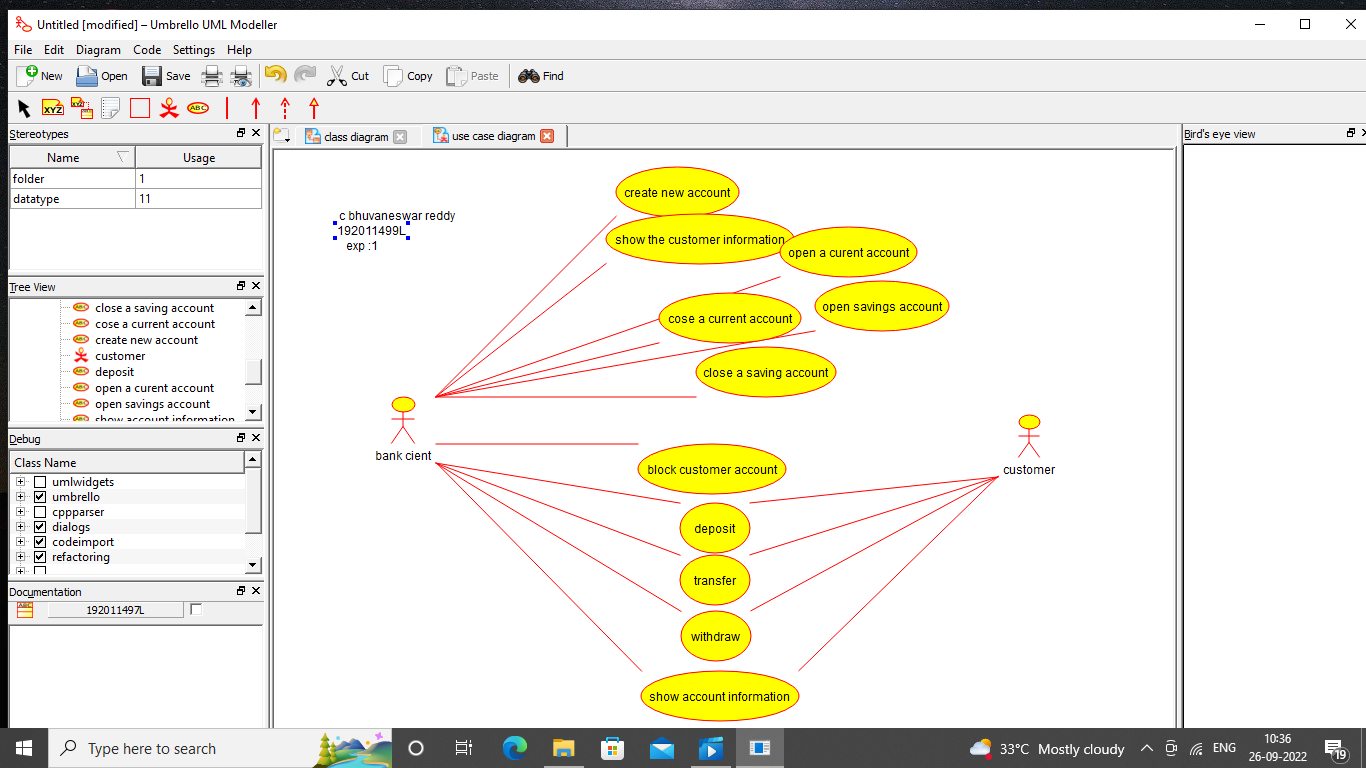 Untitled [modified] – Umbrello UML Modeller
File Edit Diagram Code Settings Help
New Open Save Cut Copy Paste Find
XYZ XYZ ABC
Stereotypes
Name Usage
folder 1
datatype 11
Tree View
close a saving account
cose a current account
create new account
customer
deposit
open a curent account
open savings account
show account information
Debug
Class Name
umlwidgets
umbrello
cppparser
dialogs
codeimport
refactoring
Documentation
192011497L
class diagram use case diagram
c bhuvaneswar reddy
192011499L
exp :1
create new account
show the customer information
open a curent account
open savings account
cose a current account
close a saving account
bank cient
customer
block customer account
deposit
transfer
withdraw
show account information
Bird's eye view
Type here to search
33°C Mostly cloudy
ENG
10:36
26-09-2022
19